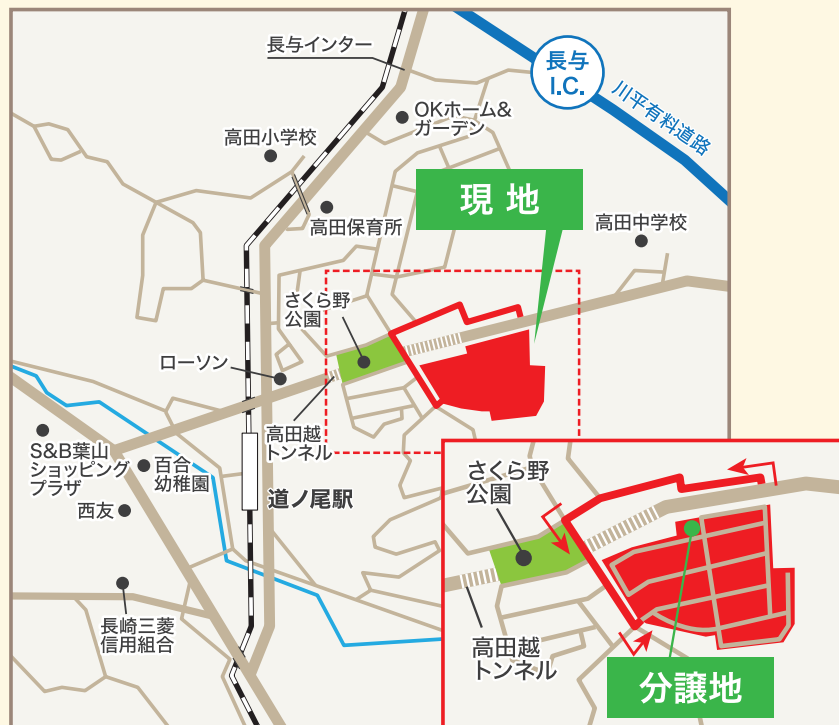 長与インター
長与
I.C.
川平有料道路
OKホーム&
ガーデン
高田小学校
現 地
高田保育所
高田中学校
さくら野
公園
ローソン
高田越
トンネル
S&B葉山
ショッピング
プラザ
百合
幼稚園
西友
道ノ尾駅
長崎三菱
信用組合
さくら野
公園
高田越
トンネル
分譲地